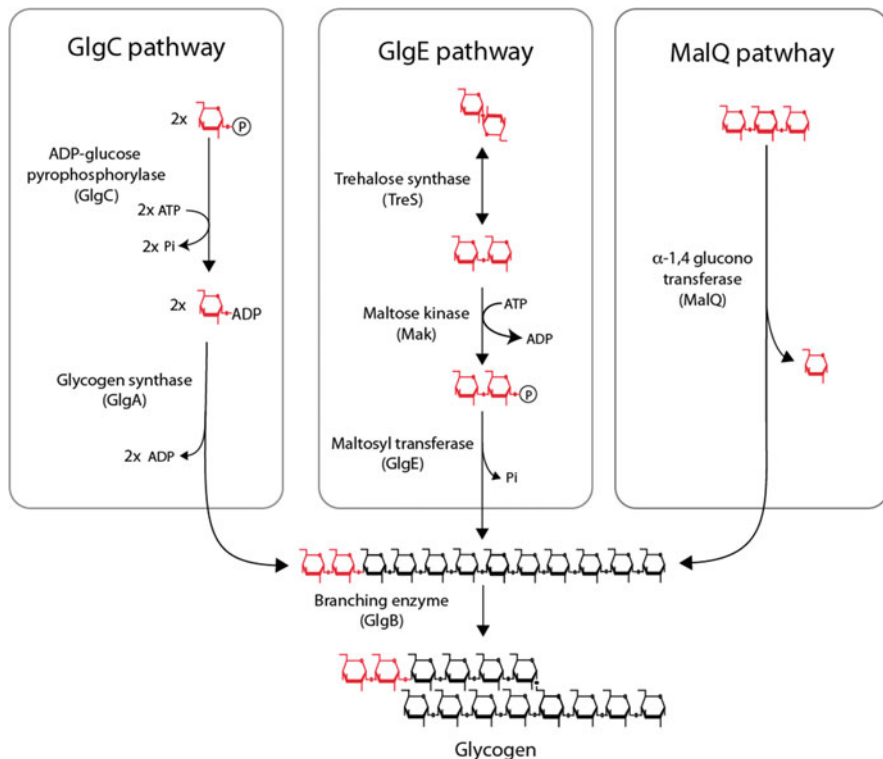 GlgC pathway
2x
P
ADP-glucose
pyrophosphorylase
(GlgC)
2x ATP
2x Pi
2x
ADP
Glycogen synthase
(GlgA)
2x ADP
GlgE pathway
Trehalose synthase
(TreS)
Maltose kinase
(Mak)
ATP
ADP
P
Maltosyl transferase
(GlgE)
Pi
MalQ patwhay
α-1,4 glucono
transferase
(MalQ)
Branching enzyme
(GlgB)
Glycogen